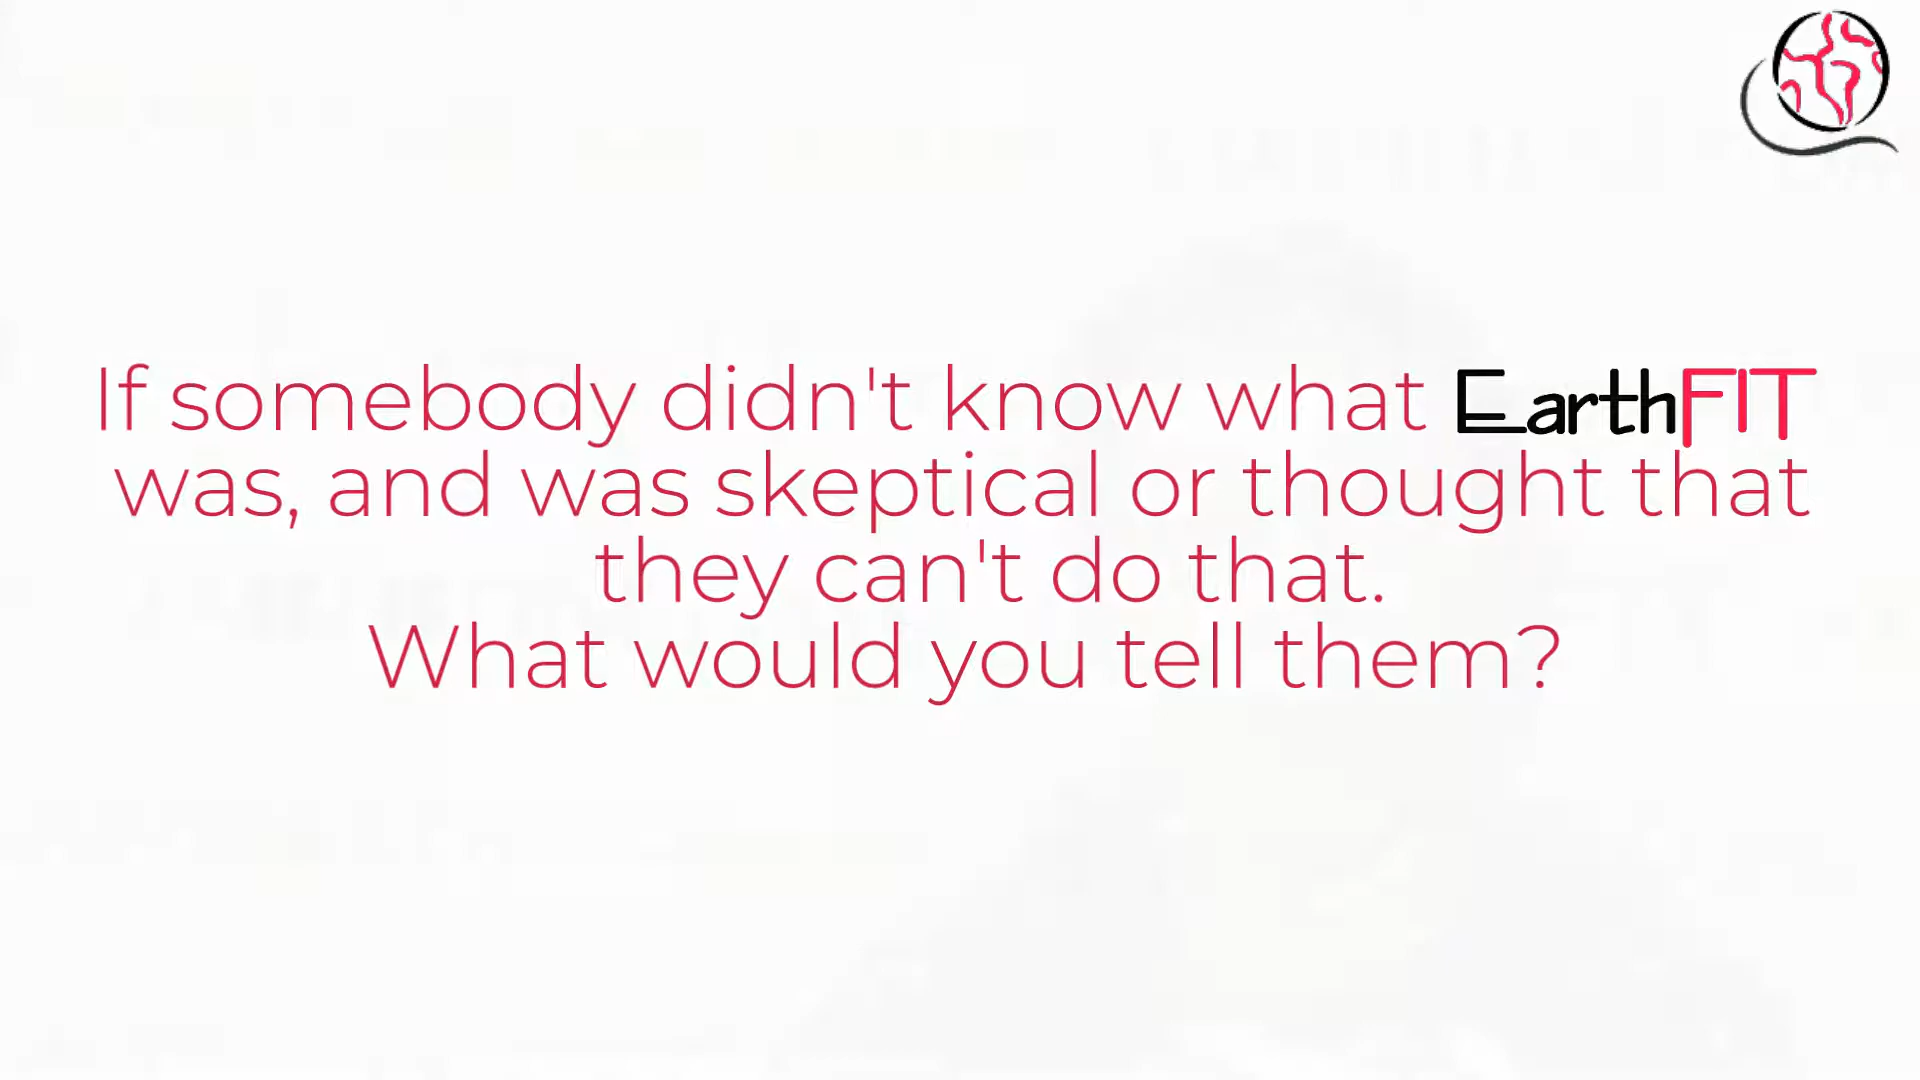 If somebody didn't know what EarthFIT
was, and was skeptical or thought that
they can't do that.
What would you tell them?